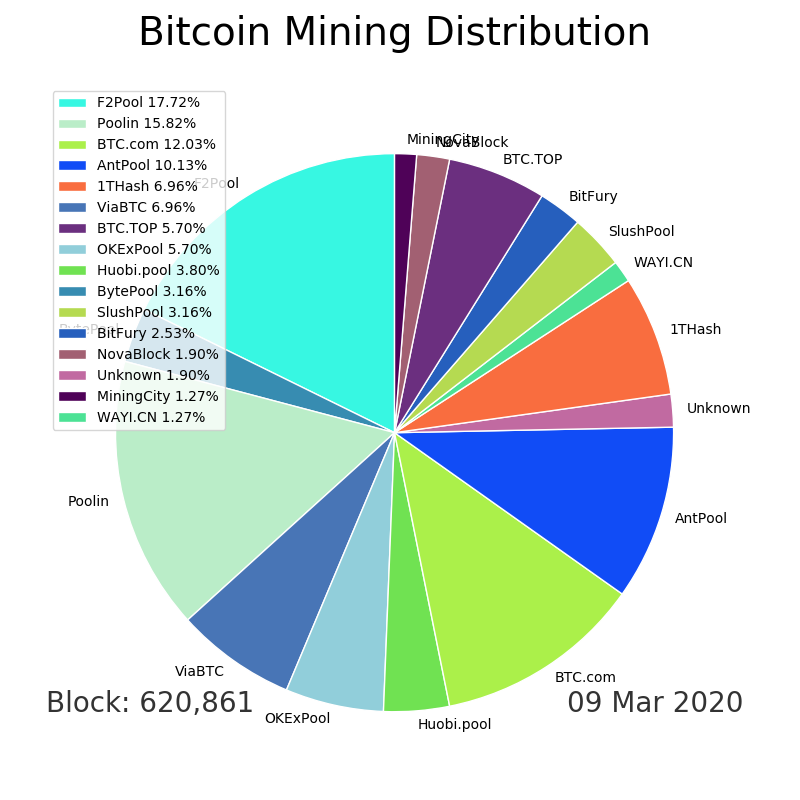 Bitcoin Mining Distribution
F2Pool 17.72%
Poolin 15.82%
BTC.com 12.03%
AntPool 10.13%
1THash 6.96%
ViaBTC 6.96%
BTC.TOP 5.70%
OKExPool 5.70%
Huobi.pool 3.80%
BytePool 3.16%
SlushPool 3.16%
BitFury 2.53%
NovaBlock 1.90%
Unknown 1.90%
MiningCity 1.27%
WAYI.CN 1.27%
MiningCity
NovaBlock
BTC.TOP
BitFury
SlushPool
WAYI.CN
1THash
Unknown
AntPool
BTC.com
Huobi.pool
OKExPool
ViaBTC
Poolin
BytePool
F2Pool
Block: 620,861
09 Mar 2020